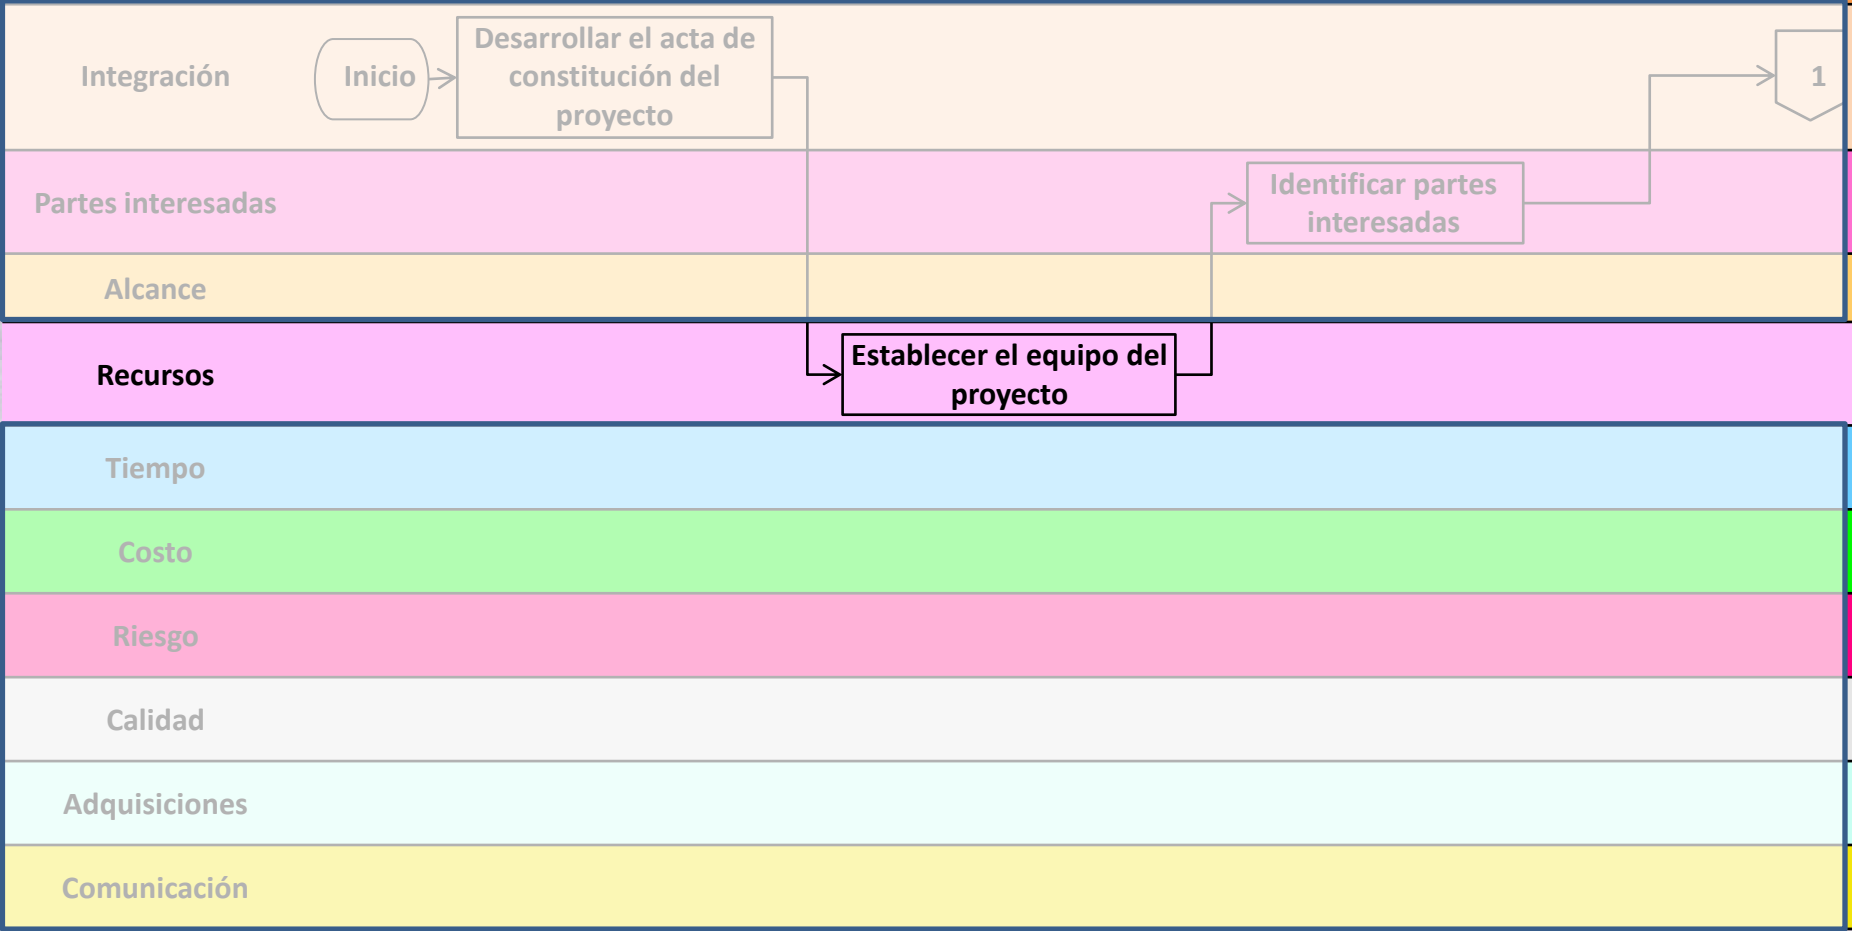 Integración
Inicio
Desarrollar el acta de
constitución del
proyecto
1
Partes interesadas
Identificar partes
interesadas
Alcance
Recursos
Establecer el equipo del
proyecto
Tiempo
Costo
Riesgo
Calidad
Adquisiciones
Comunicación